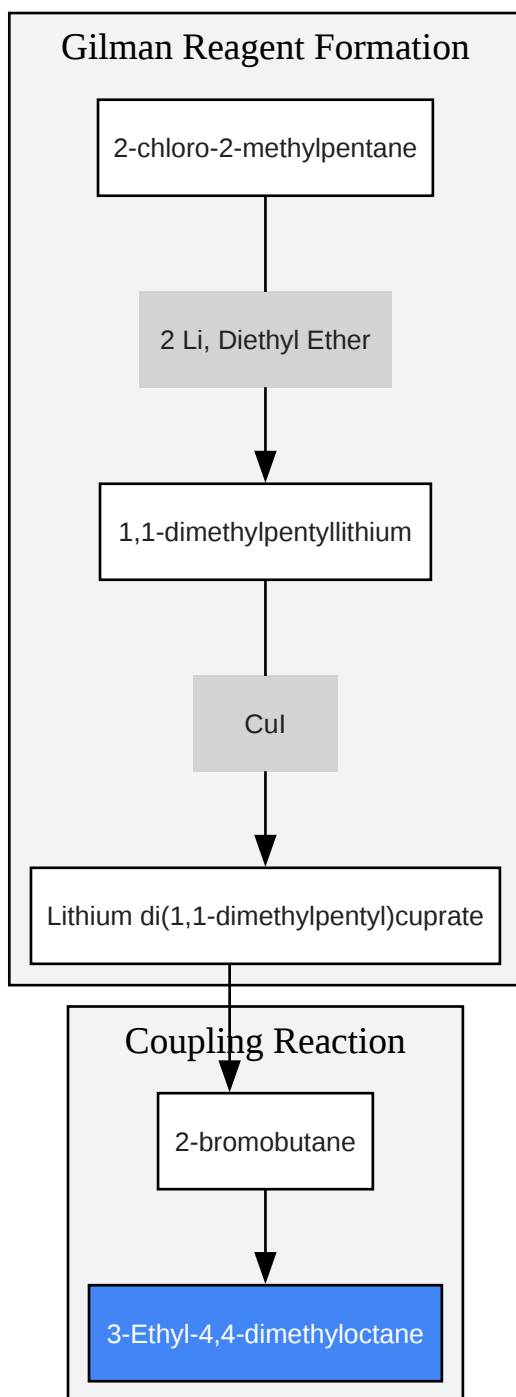 Gilman Reagent Formation
2-chloro-2-methylpentane
2 Li, Diethyl Ether
1,1-dimethylpentyllithium
CuI
Lithium di(1,1-dimethylpentyl)cuprate
Coupling Reaction
2-bromobutane
3-Ethyl-4,4-dimethyloctane